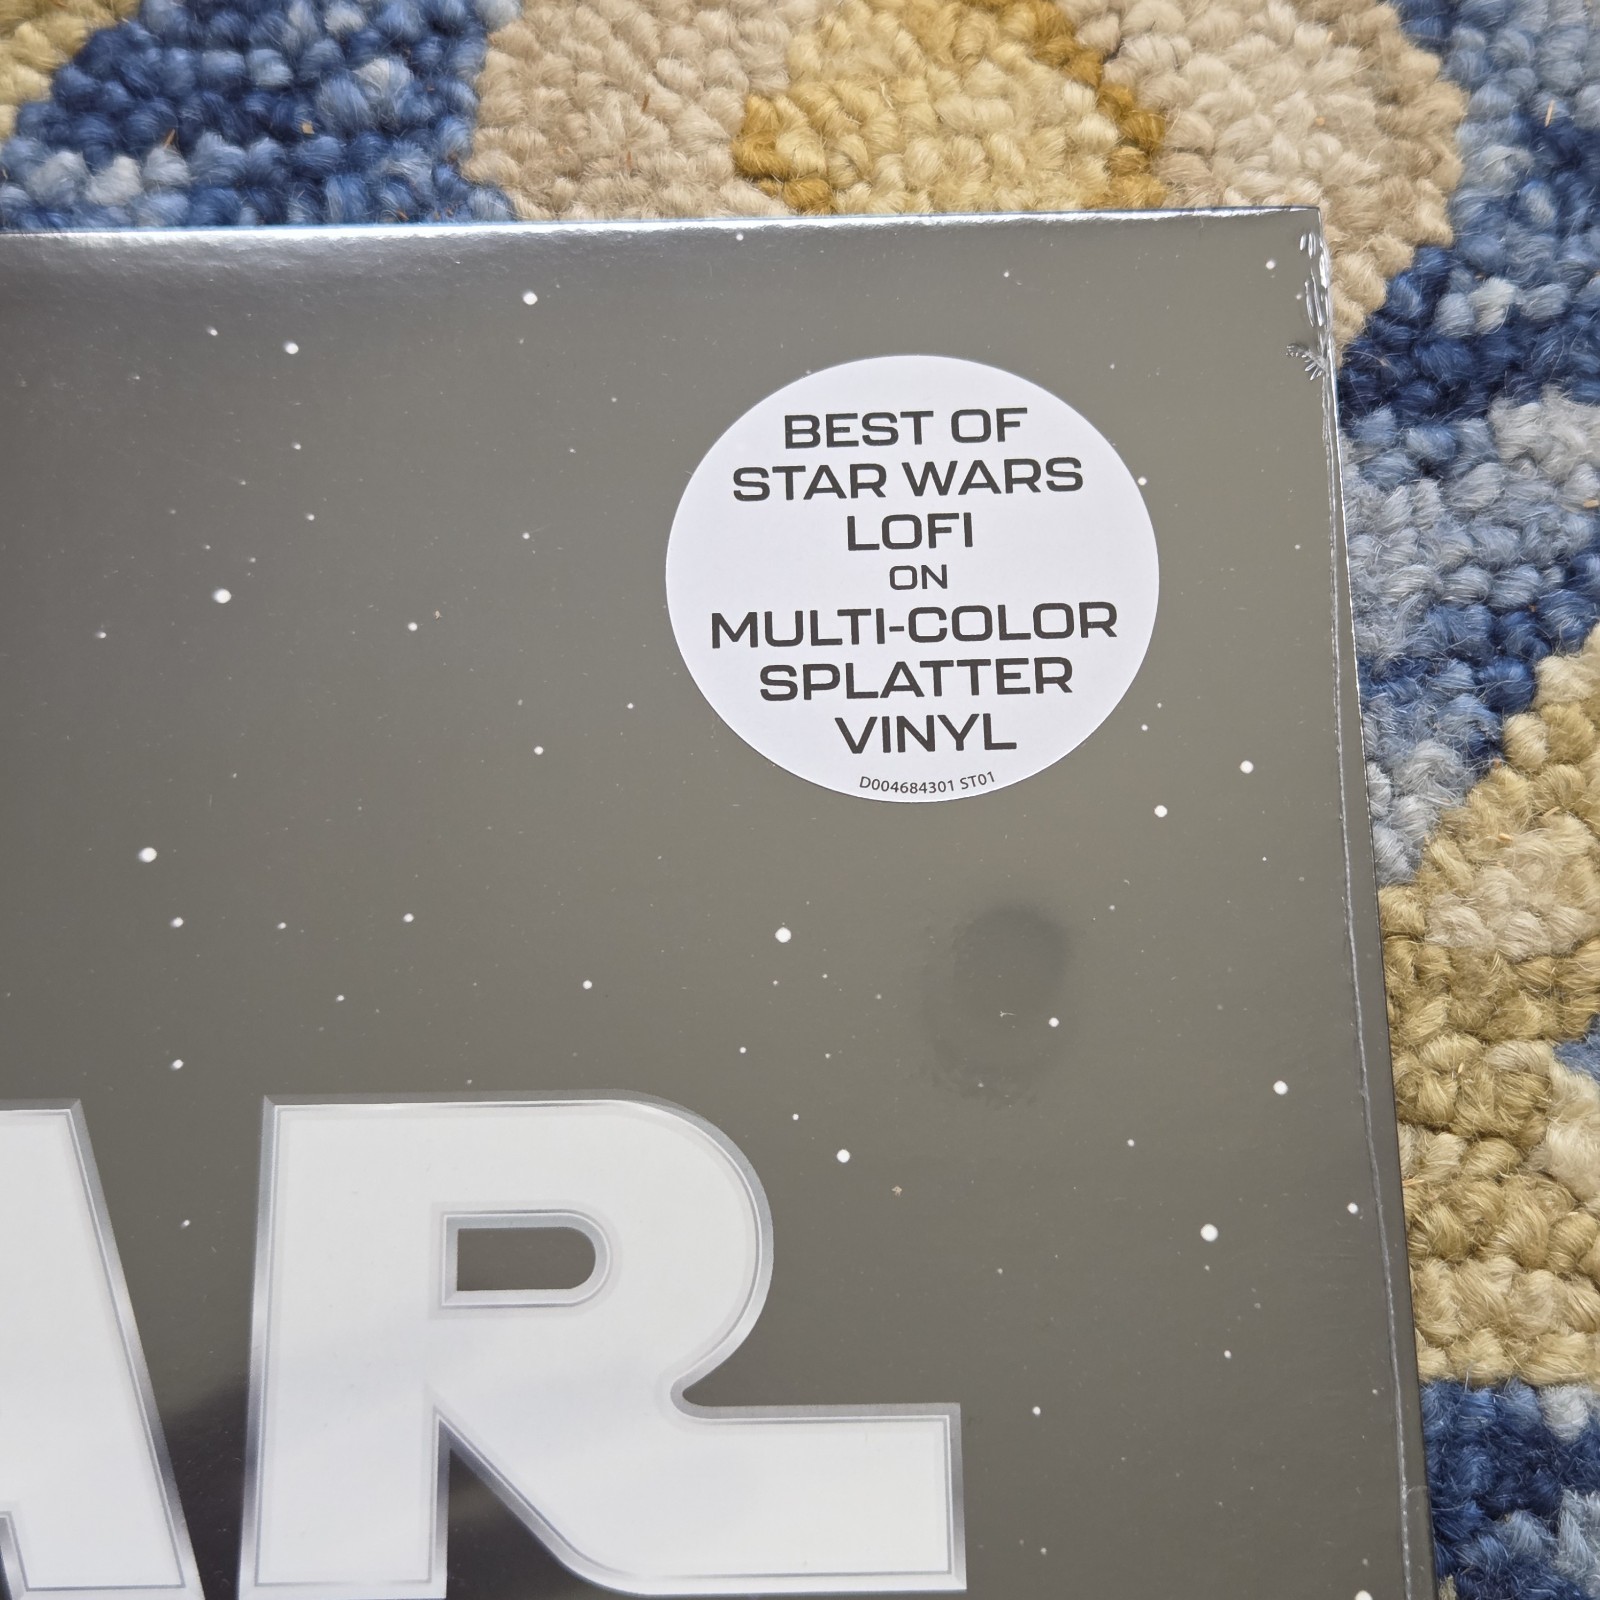 BEST OF
STAR WARS
LOFI
ON
MULTI-COLOR
SPLATTER
VINYL
D004684301 ST01
AR